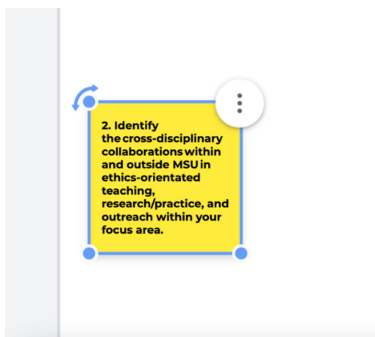 2. Identify
the cross-disciplinary
collaborations within
and outside MSU in
ethics-orientated
teaching,
research/practice, and
outreach within your
focus area.